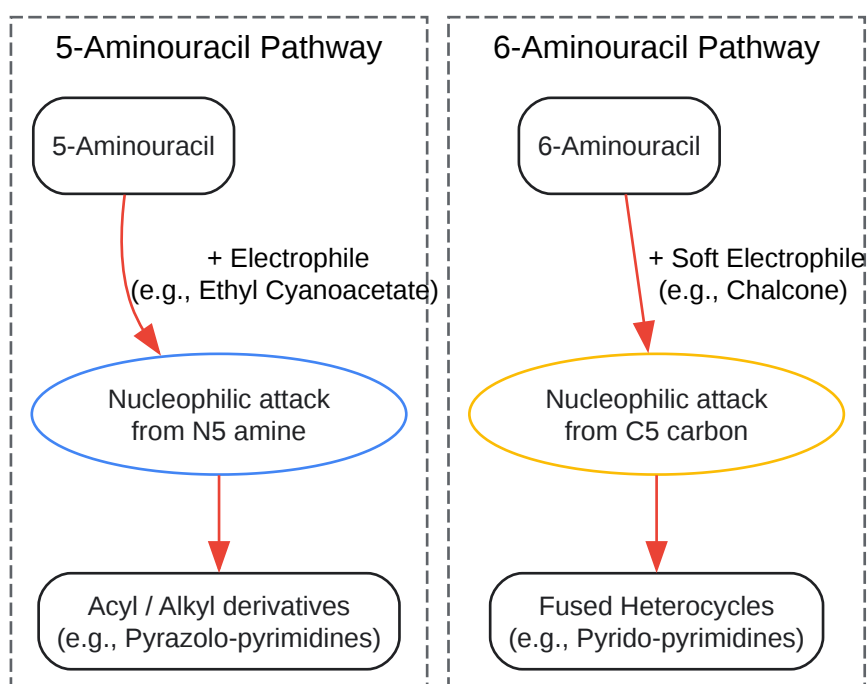 5-Aminouracil Pathway
5-Aminouracil
+ Electrophile
(e.g., Ethyl Cyanoacetate)
Nucleophilic attack
from N5 amine
Acyl / Alkyl derivatives
(e.g., Pyrazolo-pyrimidines)
6-Aminouracil Pathway
6-Aminouracil
+ Soft Electrophile
(e.g., Chalcone)
Nucleophilic attack
from C5 carbon
Fused Heterocycles
(e.g., Pyrido-pyrimidines)